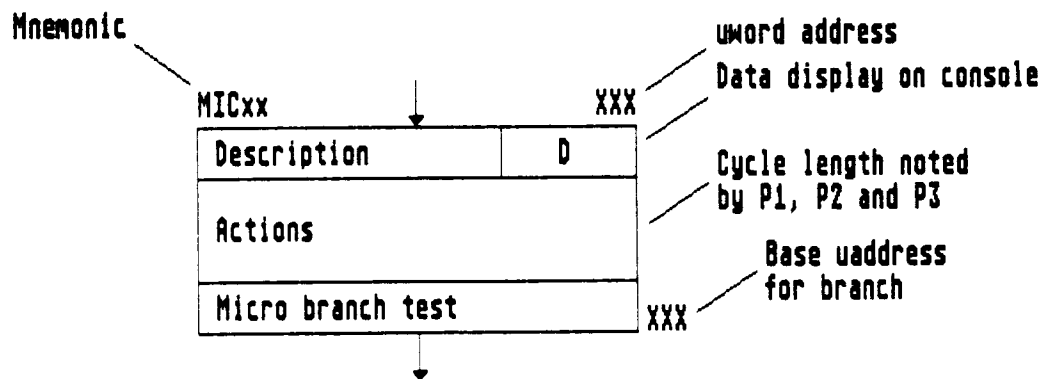 Mnemonic
uword address
Data display on console
MICxx
XXX
Description
D
Cycle length noted
by P1, P2 and P3
Actions
Base uaddress
for branch
Micro branch test
XXX